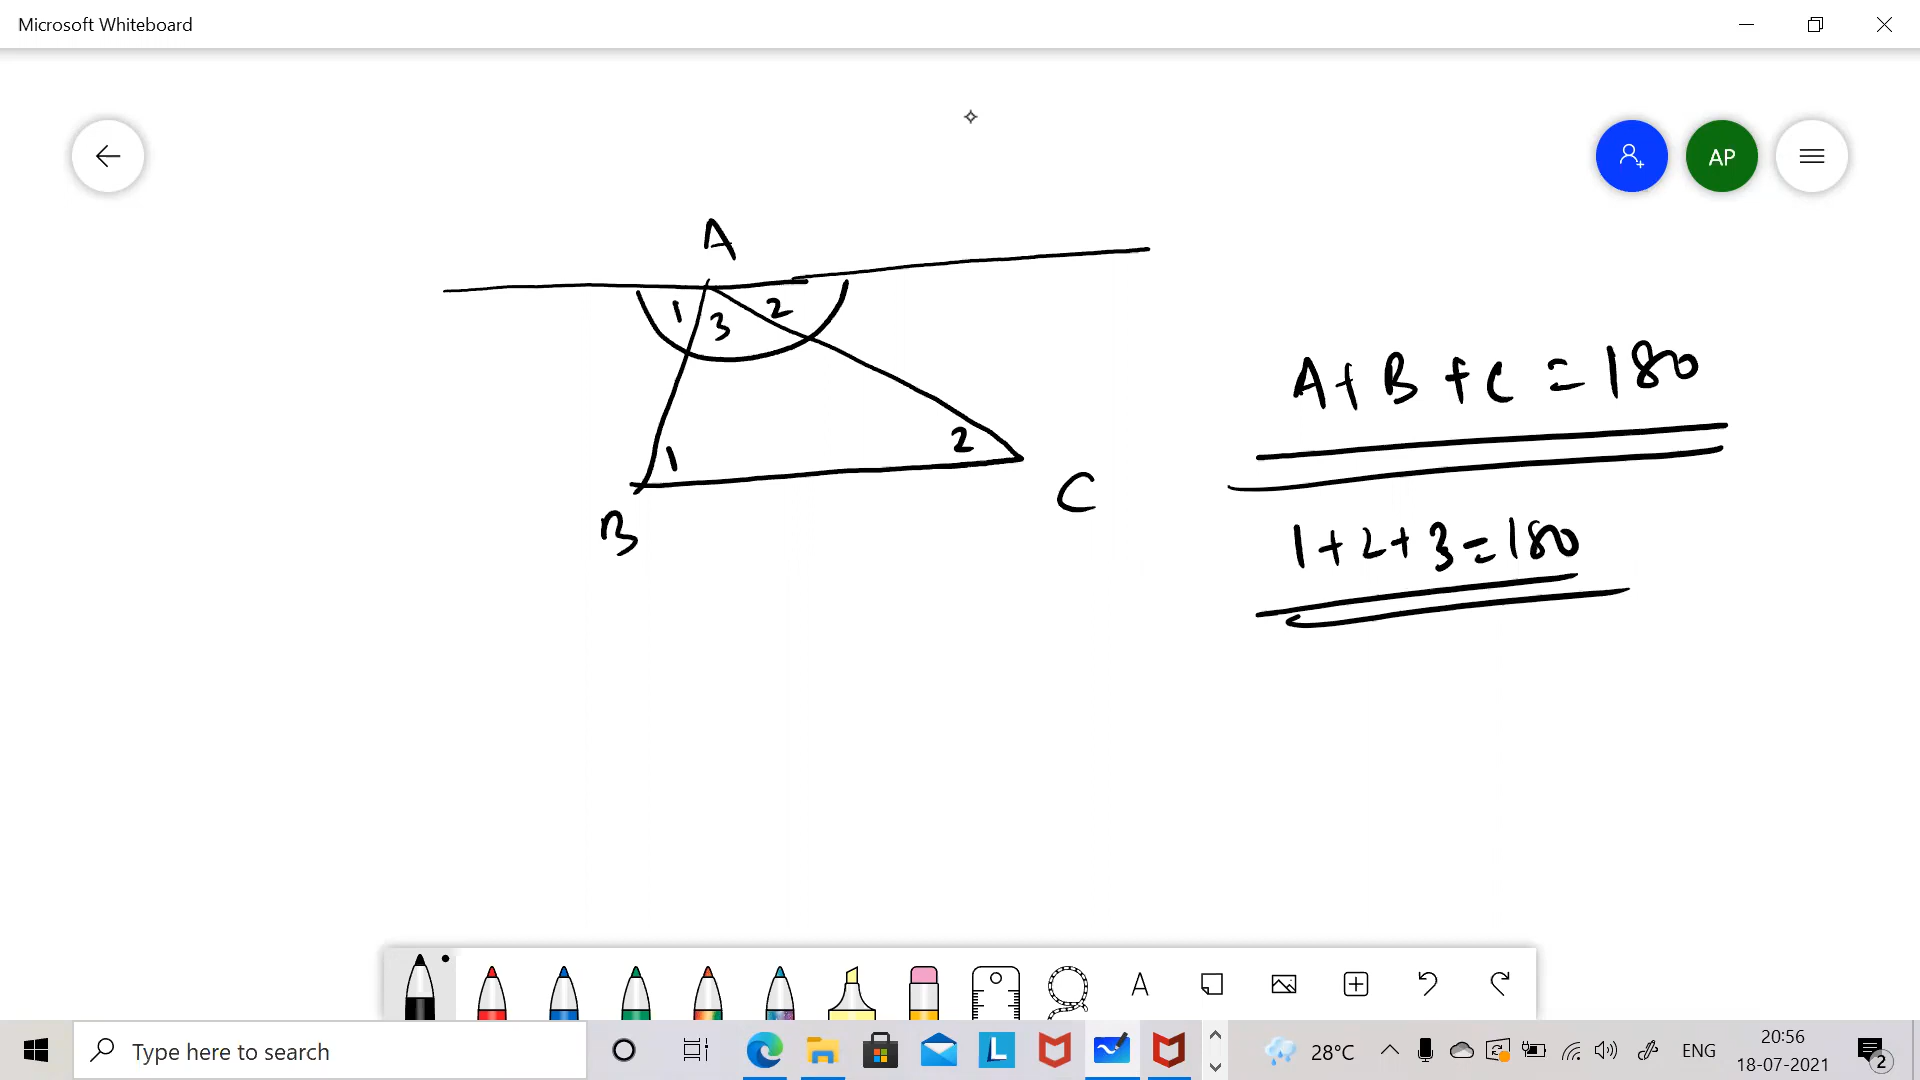 Microsoft Whiteboard
AP
A
1 3 2
1 2
B C
A+B+C=180
1+2+3=180
A
Type here to search
L
28°C
ENG
20:56
18-07-2021
2